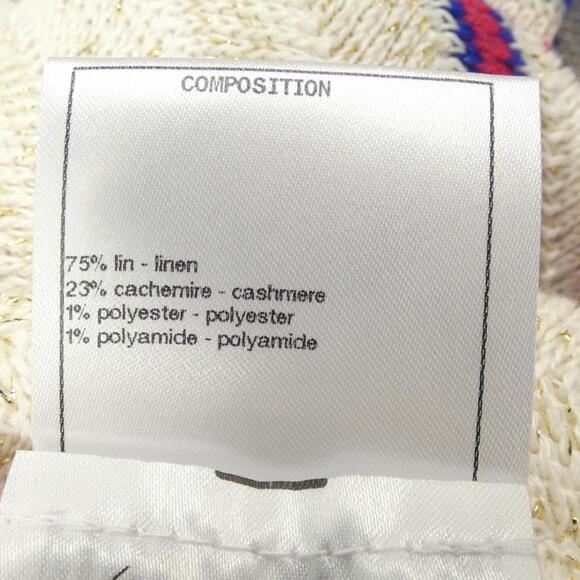 COMPOSITION
75% lin - linen
23% cachemire - cashmere
1% polyester - polyester
1% polyamide - polyamide